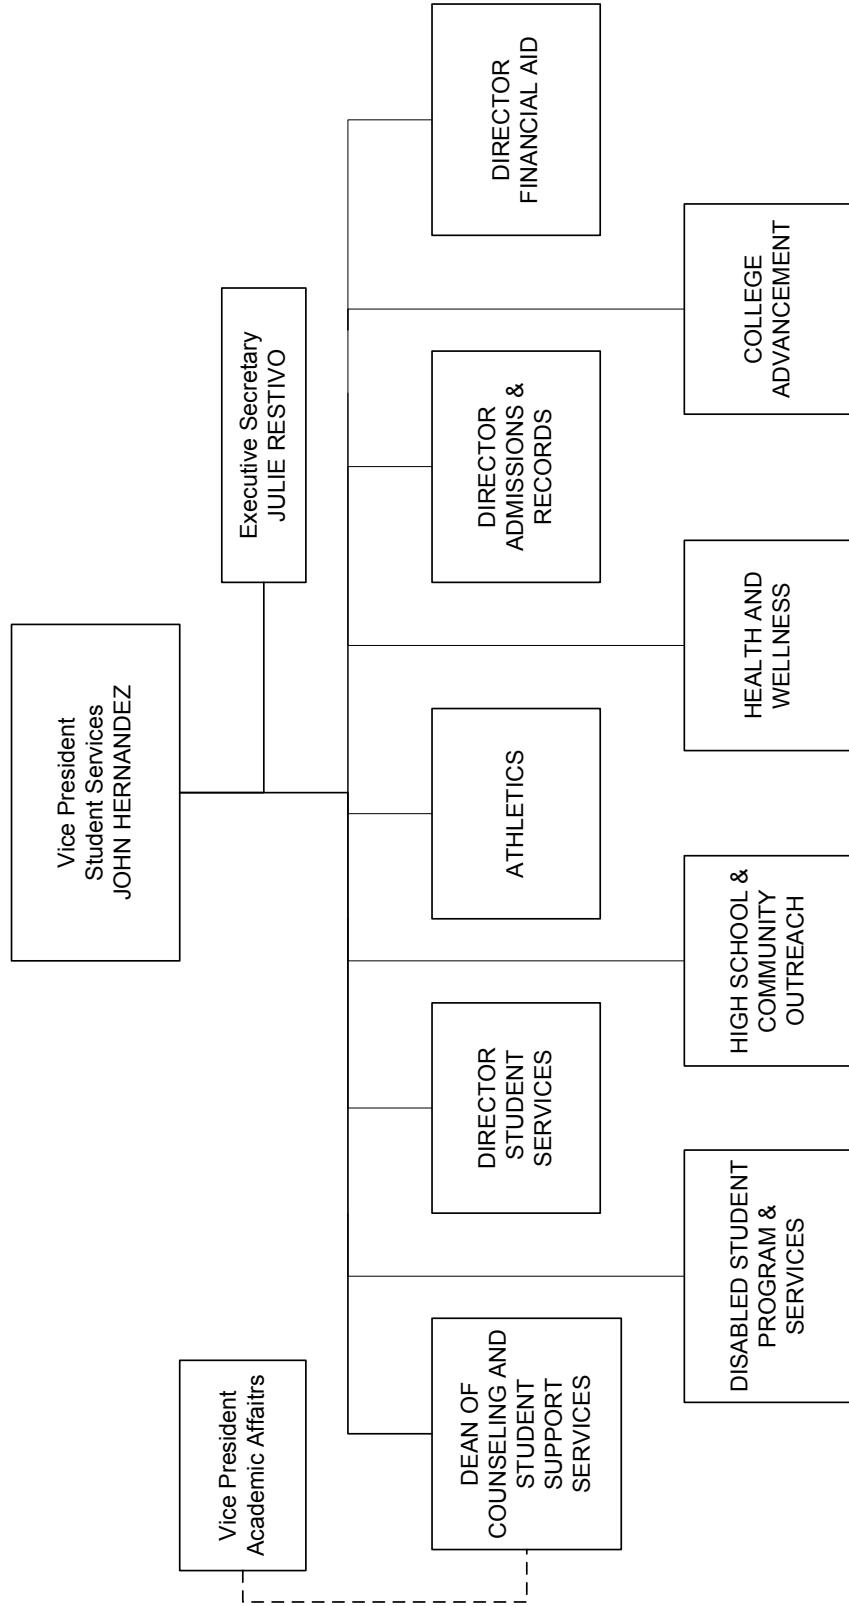 Vice President
Student Services
JOHN HERNANDEZ
Executive Secretary
JULIE RESTIVO
Vice President
Academic Affaitrs
DEAN OF
COUNSELING AND
STUDENT
SUPPORT
SERVICES
DIRECTOR
STUDENT
SERVICES
ATHLETICS
DIRECTOR
ADMISSIONS &
RECORDS
DIRECTOR
FINANCIAL AID
DISABLED STUDENT
PROGRAM &
SERVICES
HIGH SCHOOL &
COMMUNITY
OUTREACH
HEALTH AND
WELLNESS
COLLEGE
ADVANCEMENT